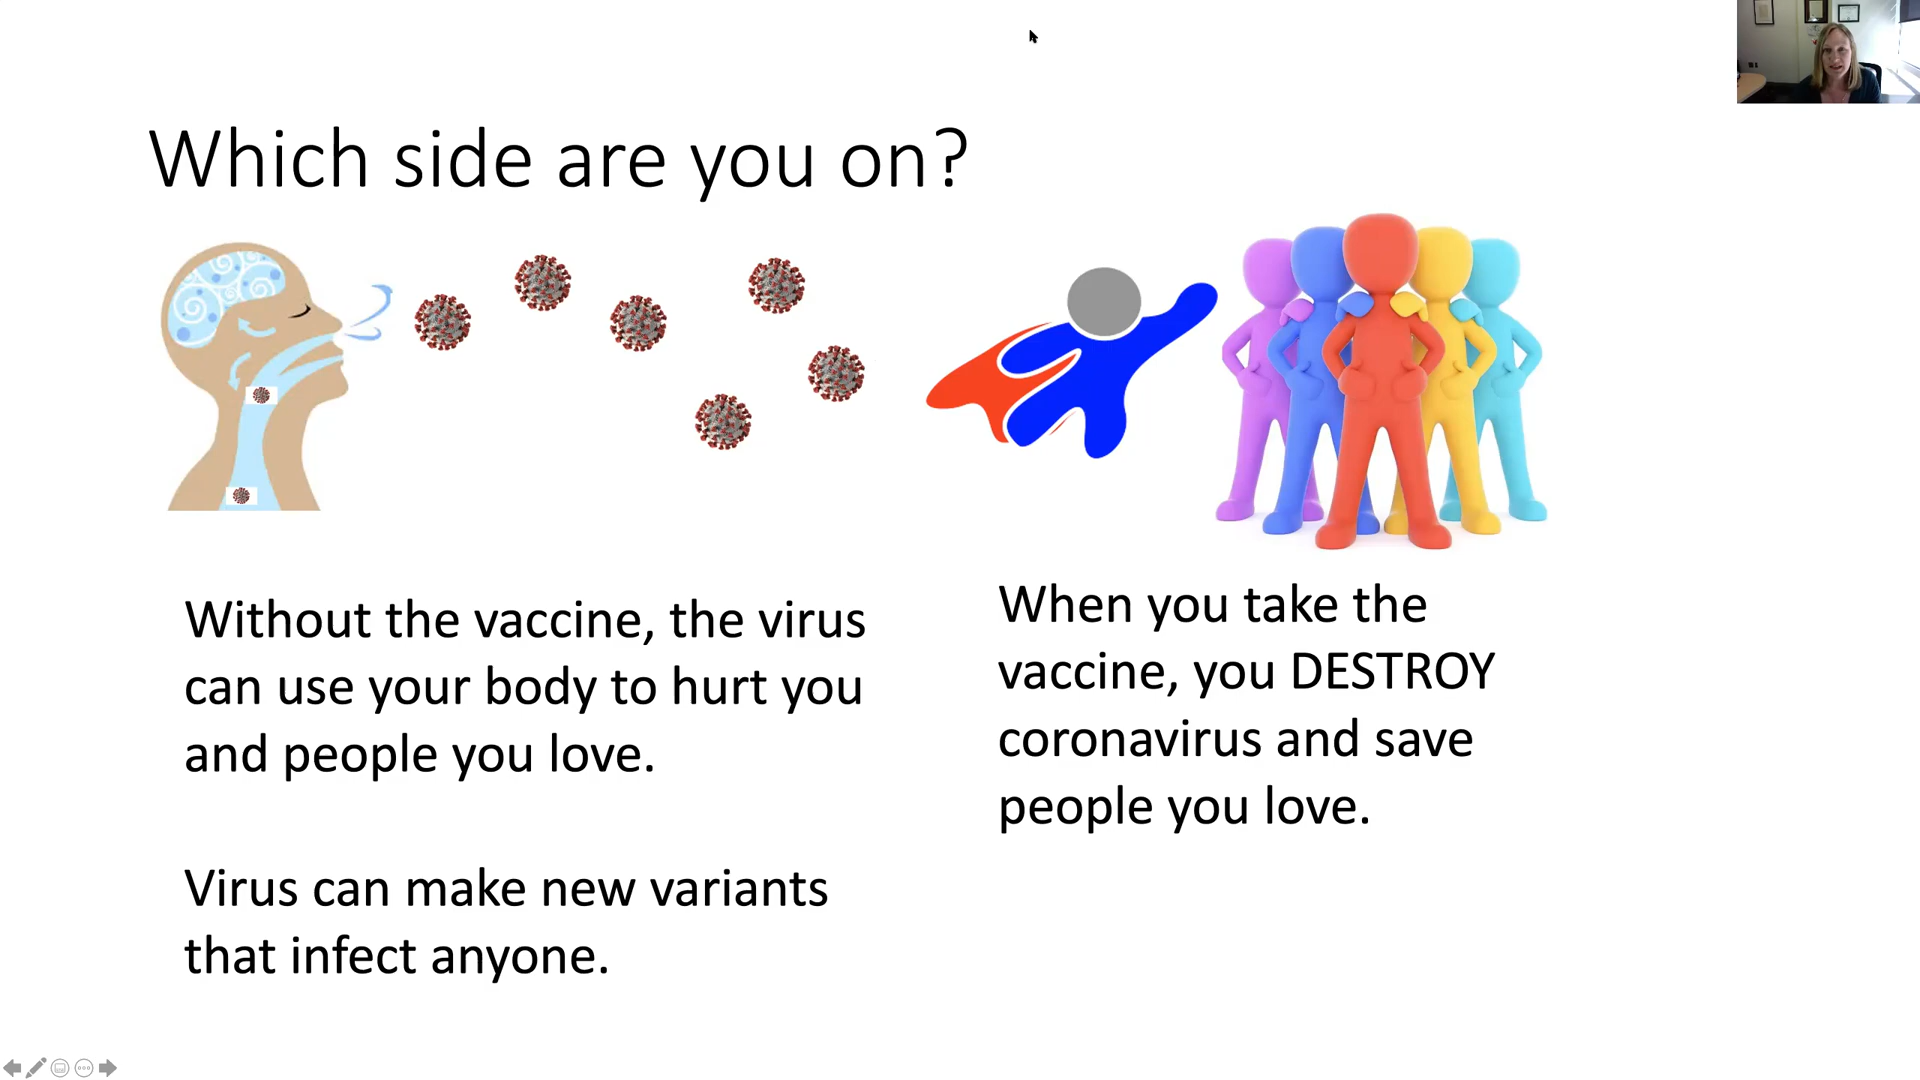 Which side are you on?
Without the vaccine, the virus
can use your body to hurt you
and people you love.
Virus can make new variants
that infect anyone.
When you take the
vaccine, you DESTROY
coronavirus and save
people you love.